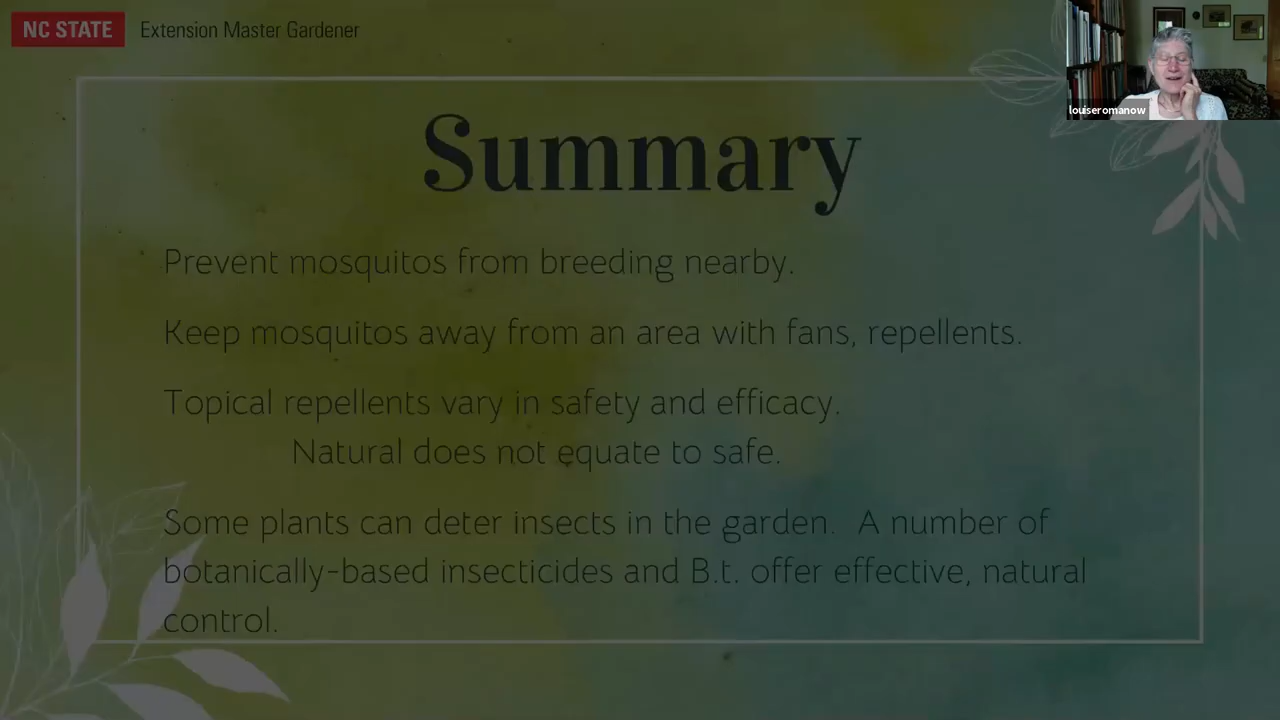 NC STATE Extension Master Gardener
louiseromanow
Summary
Prevent mosquitos from breeding nearby.
Keep mosquitos away from an area with fans, repellents.
Topical repellents vary in safety and efficacy.
Natural does not equate to safe.
Some plants can deter insects in the garden. A number of
botanically-based insecticides and B.t. offer effective, natural
control.